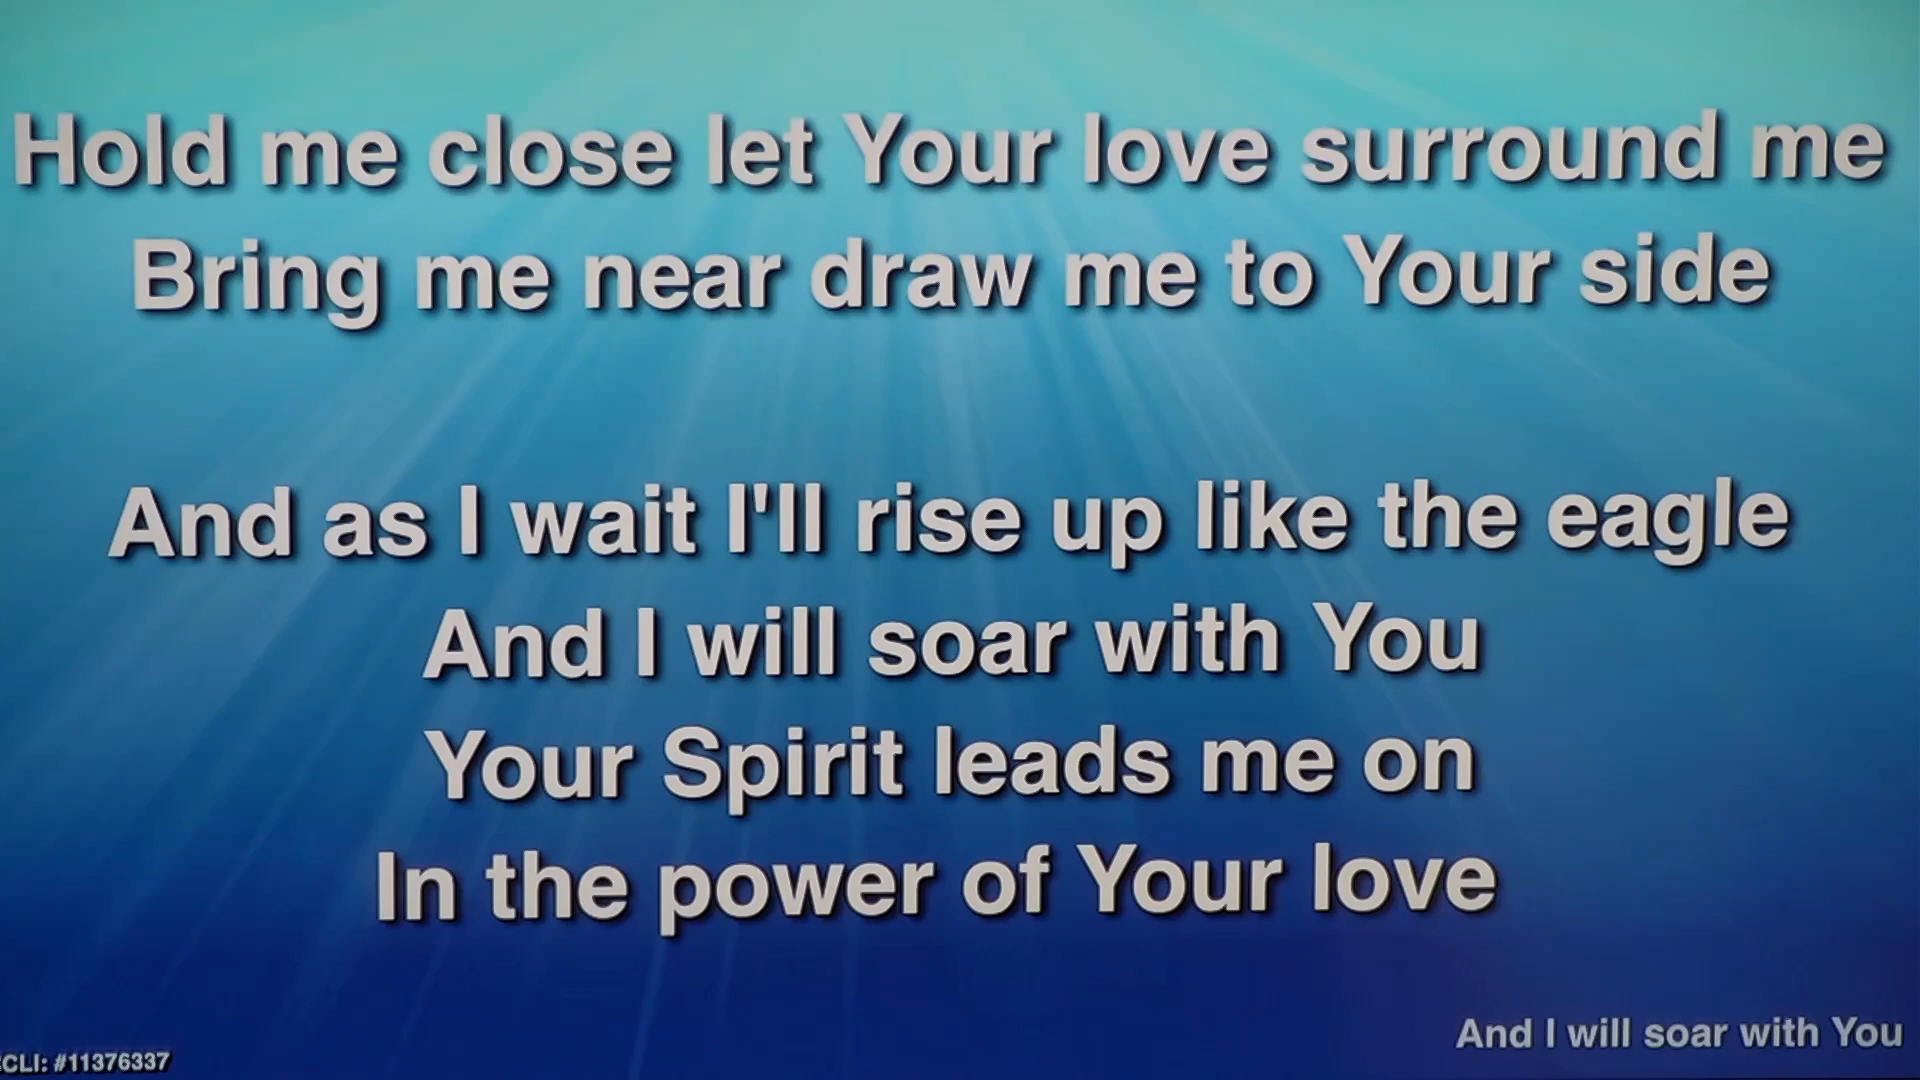 Hold me close let Your love surround me
Bring me near draw me to Your side
And as I wait I'll rise up like the eagle
And I will soar with You
Your Spirit leads me on
In the power of Your love
And I will soar with You
CLI: #11376337